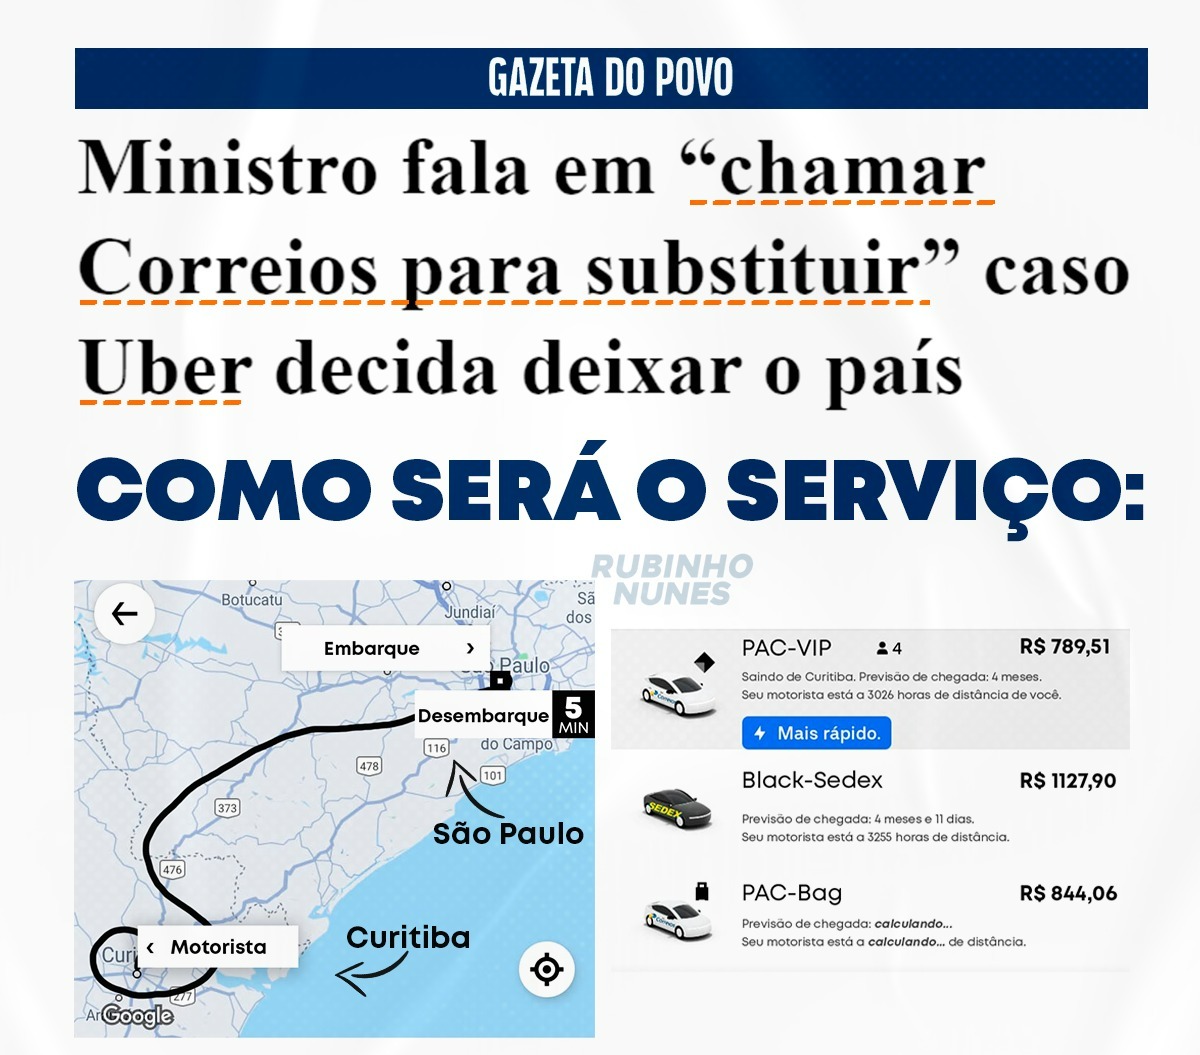 GAZETA DO POVO
Ministro fala em “chamar
Correios para substituir” caso
Uber decida deixar o país
COMO SERÁ O SERVIÇO:
RUBINHO
NUNES
Botucatu
Jundiaí
Embarque
São Paulo
Desembarque
5
MIN
do Campo
116
478
101
373
São Paulo
476
Curitiba
Motorista
277
Google
PAC-VIP
4
R$ 789,51
Saindo de Curitiba. Previsão de chegada: 4 meses.
Seu motorista está a 3026 horas de distância de você.
Mais rápido.
Black-Sedex
R$ 1127,90
SEDEX
Previsão de chegada: 4 meses e 11 dias.
Seu motorista está a 3255 horas de distância.
PAC-Bag
R$ 844,06
Previsão de chegada: calculando...
Seu motorista está a calculando... de distância.